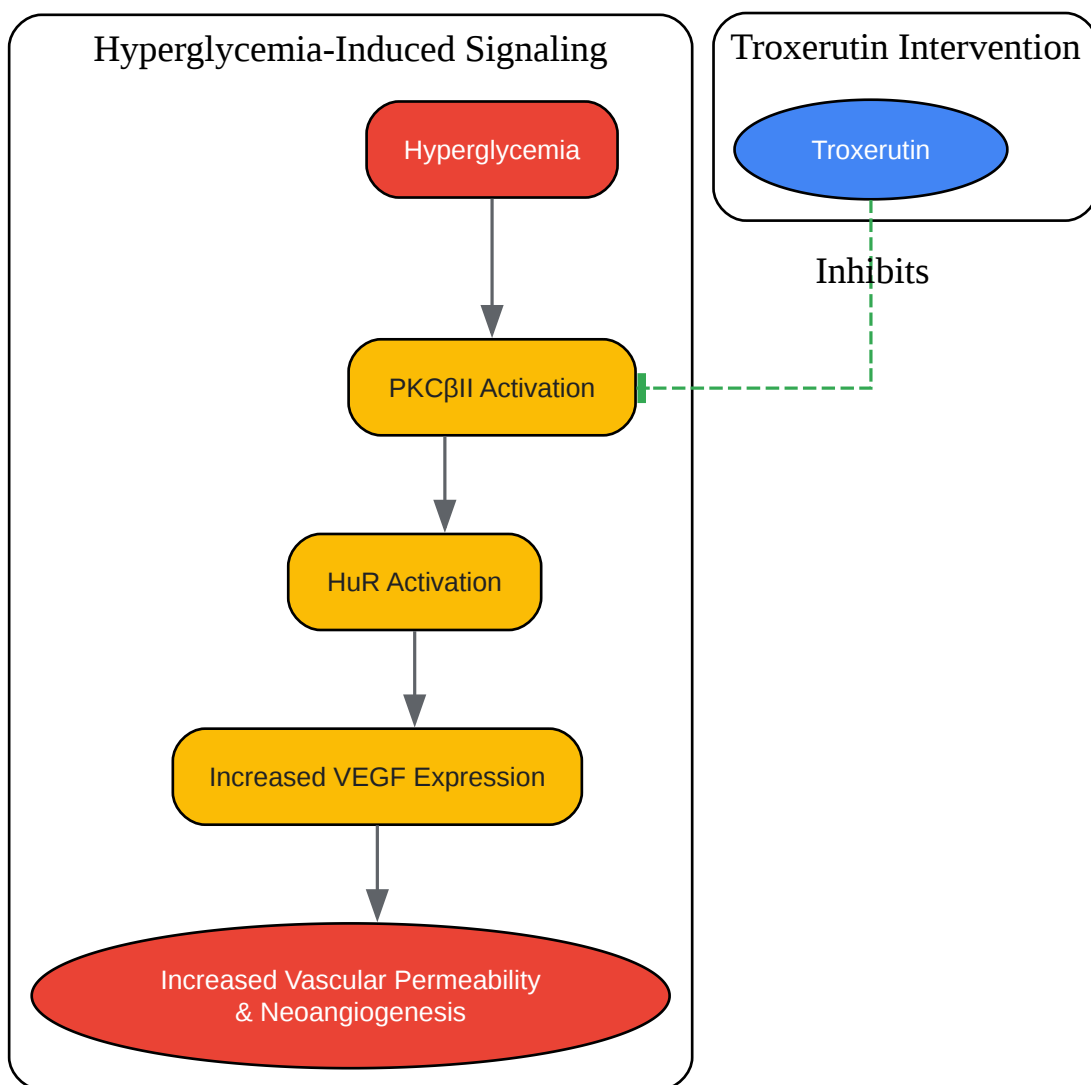 Hyperglycemia-Induced Signaling
Hyperglycemia
PKCβII Activation
HuR Activation
Increased VEGF Expression
Increased Vascular Permeability
& Neoangiogenesis
Troxerutin Intervention
Troxerutin
Inhibits